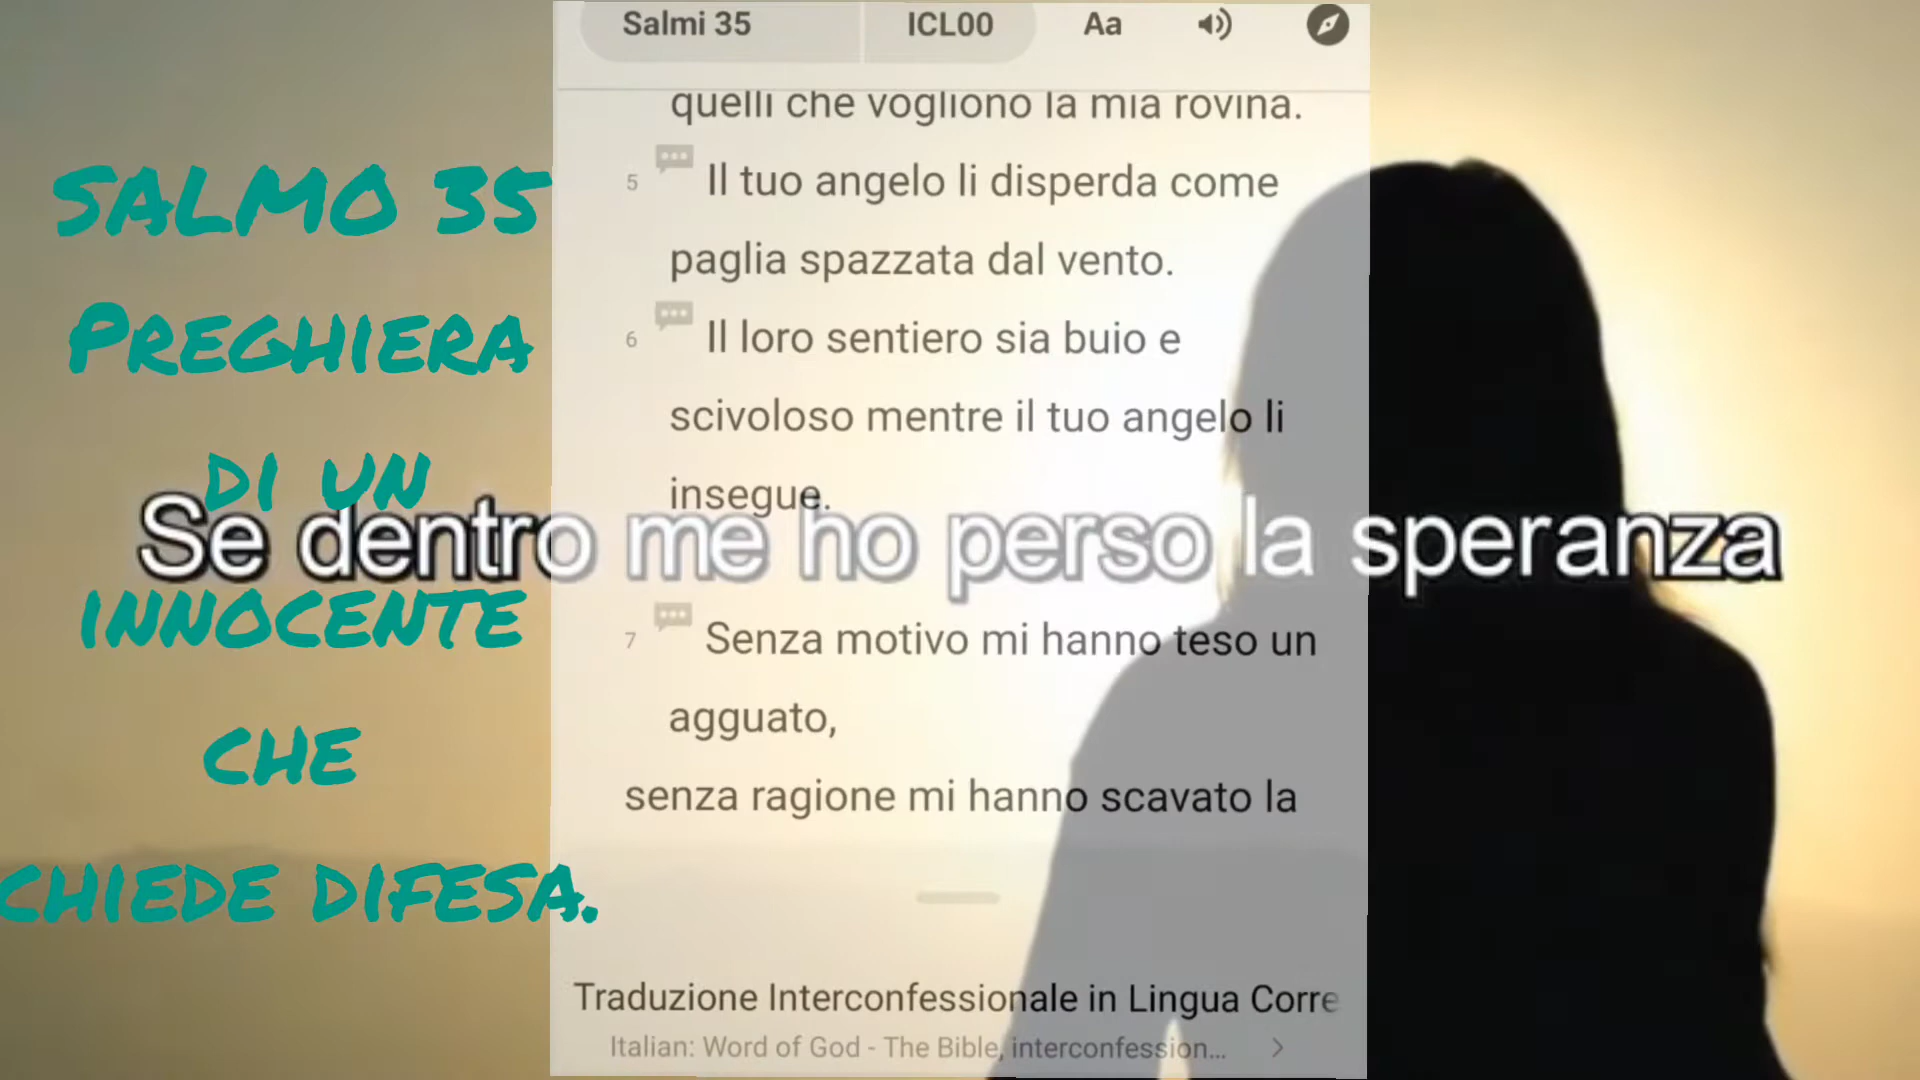 SALMO 35
PREGHIERA
DI UN
INNOCENTE
CHE
CHIEDE DIFESA.
Salmi 35 ICL00 Aa
quelli che vogliono la mia rovina.
5 Il tuo angelo li disperda come
paglia spazzata dal vento.
6 Il loro sentiero sia buio e
scivoloso mentre il tuo angelo li
insegue.
Se dentro me ho perso la speranza
7 Senza motivo mi hanno teso un
agguato,
senza ragione mi hanno scavato la
Traduzione Interconfessionale in Lingua Corre
Italian: Word of God - The Bible, interconfession...